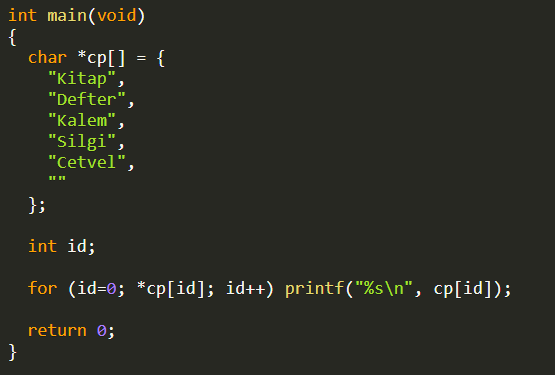 int main(void)
{
  char *cp[] = {
    "Kitap",
    "Defter",
    "Kalem",
    "Silgi",
    "Cetvel",
    ""
  };
  int id;
  for (id=0; *cp[id]; id++) printf("%s\n", cp[id]);
  return 0;
}